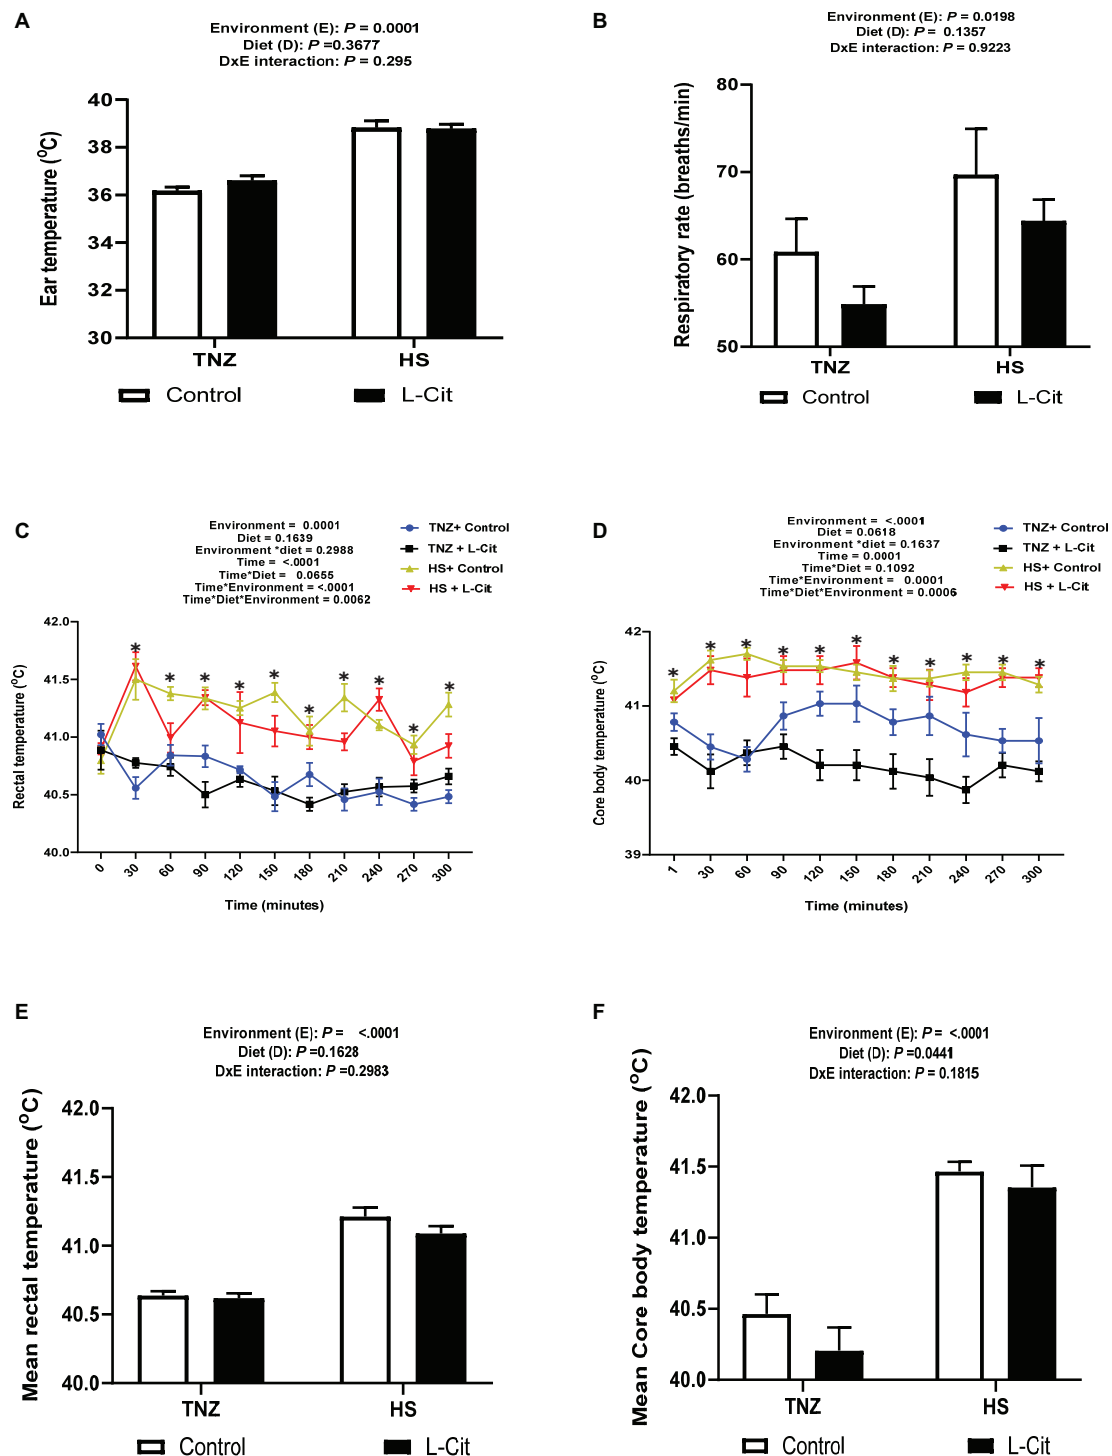 A
Environment (E): P = 0.0001
Diet (D): P =0.3677
DxE interaction: P = 0.295
Ear temperature (⁰C)
40
38
36
34
32
30
TNZ
HS
Control
L-Cit
B
Environment (E): P = 0.0198
Diet (D): P = 0.1357
DxE interaction: P = 0.9223
Respiratory rate (breaths/min)
80
70
60
50
TNZ
HS
Control
L-Cit
C
Environment = 0.0001
Diet = 0.1639
Environment *diet = 0.2988
Time = <.0001
Time*Diet = 0.0655
Time*Environment = <.0001
Time*Diet*Environment = 0.0062
TNZ+ Control
TNZ + L-Cit
HS+ Control
HS + L-Cit
Rectal temperature (⁰C)
42.0
41.5
41.0
40.5
40.0
* * * * * * * * * *
0 30 60 90 120 150 180 210 240 270 300
Time (minutes)
D
Environment = <.0001
Diet = 0.0618
Environment *diet = 0.1637
Time = 0.0001
Time*Diet = 0.1092
Time*Environment = 0.0001
Time*Diet*Environment = 0.0006
TNZ+ Control
TNZ + L-Cit
HS+ Control
HS + L-Cit
Core body temperature (⁰C)
42
41
40
39
* * * * * * * * * * *
1 30 60 90 120 150 180 210 240 270 300
Time (minutes)
E
Environment (E): P = <.0001
Diet (D): P =0.1628
DxE interaction: P =0.2983
Mean rectal temperature (⁰C)
42.0
41.5
41.0
40.5
40.0
TNZ
HS
Control
L-Cit
F
Environment (E): P = <.0001
Diet (D): P =0.0441
DxE interaction: P = 0.1815
Mean Core body temperature (⁰C)
42.0
41.5
41.0
40.5
40.0
TNZ
HS
Control
L-Cit